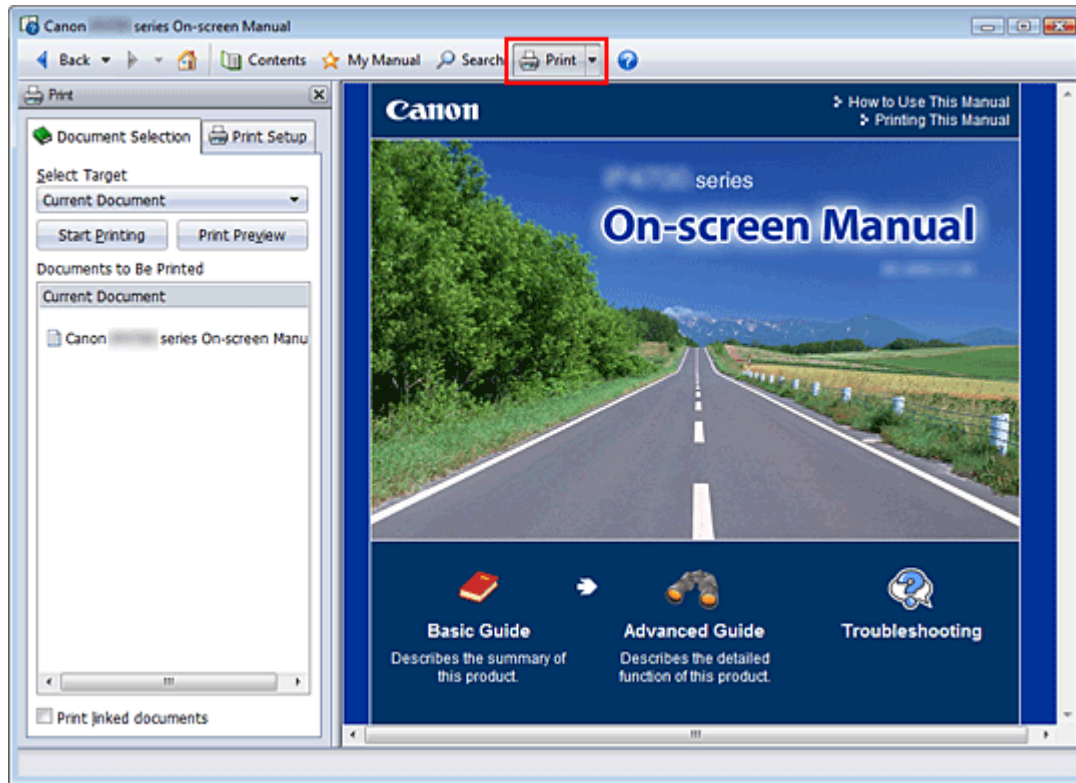 Canon series On-screen Manual
Back Contents My Manual Search Print
Print
Document Selection Print Setup
Select Target
Current Document
Start Printing Print Preview
Documents to Be Printed
Current Document
Canon series On-screen Manu
Print linked documents
Canon
How to Use This Manual
Printing This Manual
series
On-screen Manual
Basic Guide
Describes the summary of
this product.
Advanced Guide
Describes the detailed
function of this product.
Troubleshooting